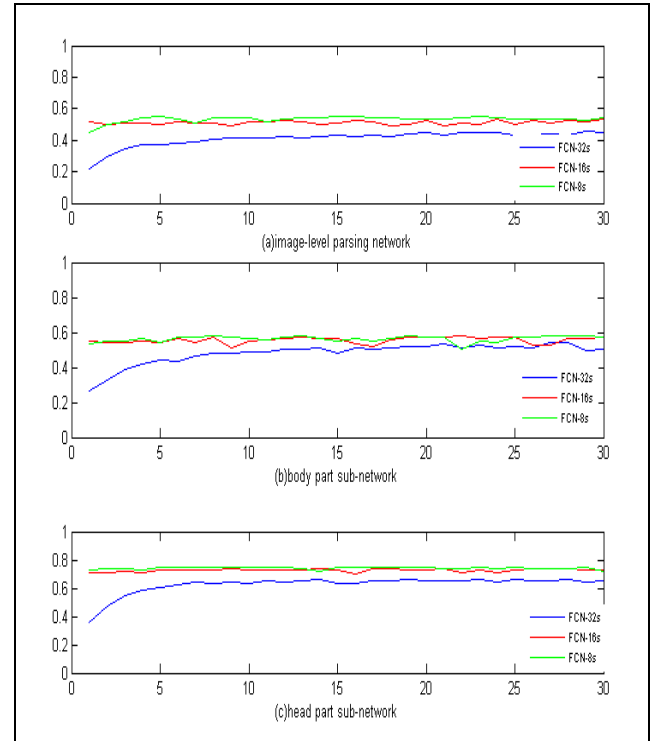 1
0.8
0.6
0.4
0.2
0
FCN-32s
FCN-16s
FCN-8s
0 5 10 15 20 25 30
(a)image-level parsing network
1
0.8
0.6
0.4
0.2
0
FCN-32s
FCN-16s
FCN-8s
0 5 10 15 20 25 30
(b)body part sub-network
1
0.8
0.6
0.4
0.2
0
FCN-32s
FCN-16s
FCN-8s
0 5 10 15 20 25 30
(c)head part sub-network